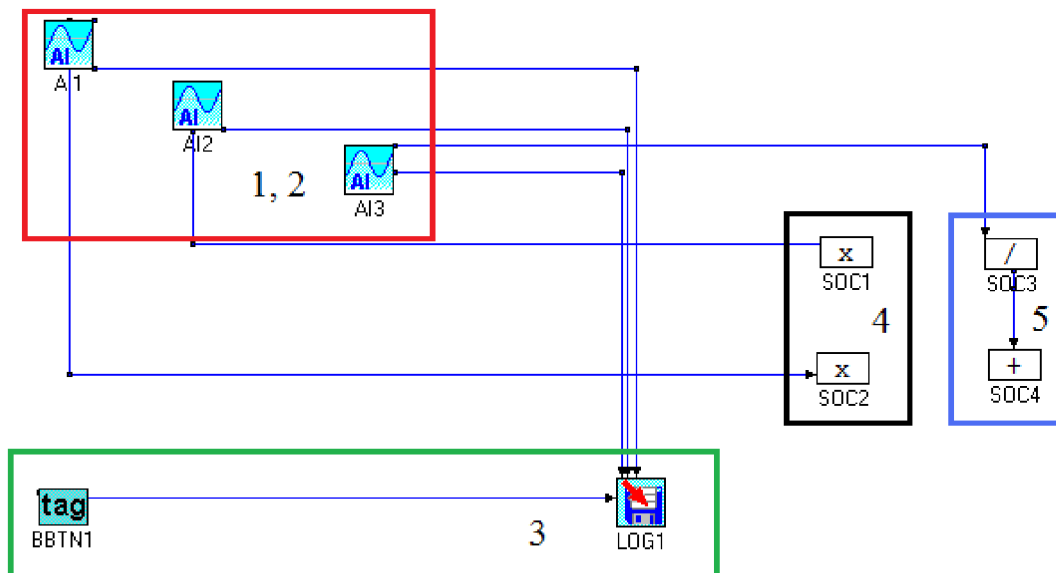 AI
AI1
AI
AI2
1, 2
AI
AI3
x
SOC1
4
x
SOC2
/
SOC3
5
+
SOC4
tag
BBTN1
3
LOG1